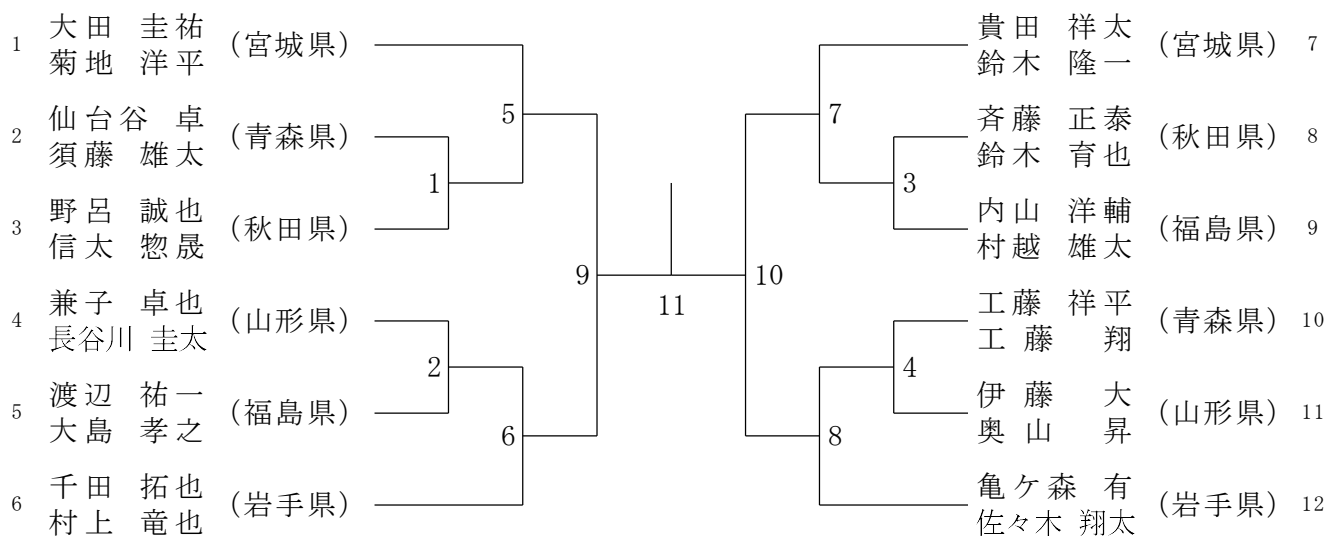 1 大田 圭祐 (宮城県)
菊地 洋平
2 仙台谷 卓 (青森県)
須藤 雄太
3 野呂 誠也 (秋田県)
信太 惣晟
4 兼子 卓也 (山形県)
長谷川 圭太
5 渡辺 祐一 (福島県)
大島 孝之
6 千田 拓也 (岩手県)
村上 竜也
5
1
9
2
6
11
7
3
10
4
8
貴田 祥太 (宮城県) 7
鈴木 隆一
斉藤 正泰 (秋田県) 8
鈴木 育也
内山 洋輔 (福島県) 9
村越 雄太
工藤 祥平 (青森県) 10
工藤 翔
伊藤 大 (山形県) 11
奥山 昇
亀ケ森 有 (岩手県) 12
佐々木 翔太